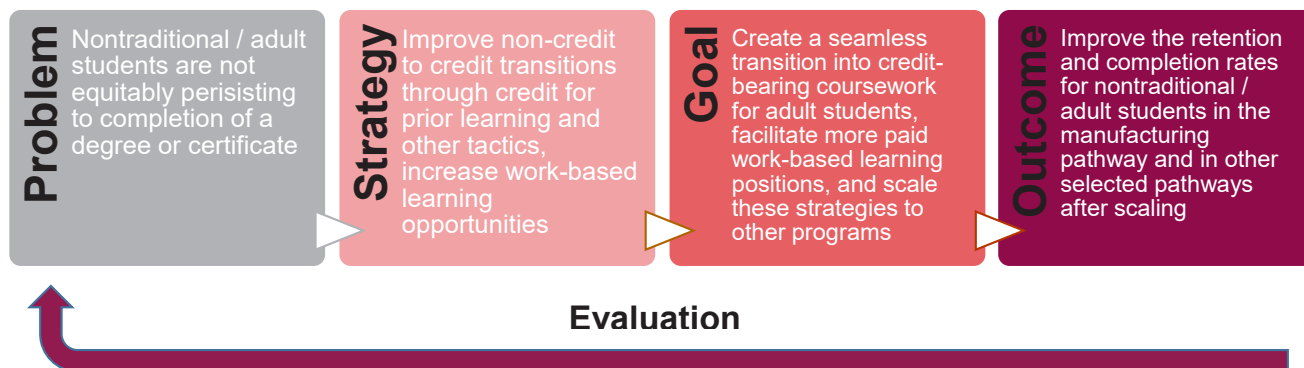 Problem
Nontraditional / adult
students are not
equitably perisisting
to completion of a
degree or certificate
Strategy
Improve non-credit
to credit transitions
through credit for
prior learning and
other tactics,
increase work-based
learning
opportunities
Goal
Create a seamless
transition into credit-
bearing coursework
for adult students,
facilitate more paid
work-based learning
positions, and scale
these strategies to
other programs
Outcome
Improve the retention
and completion rates
for nontraditional /
adult students in the
manufacturing
pathway and in other
selected pathways
after scaling
Evaluation